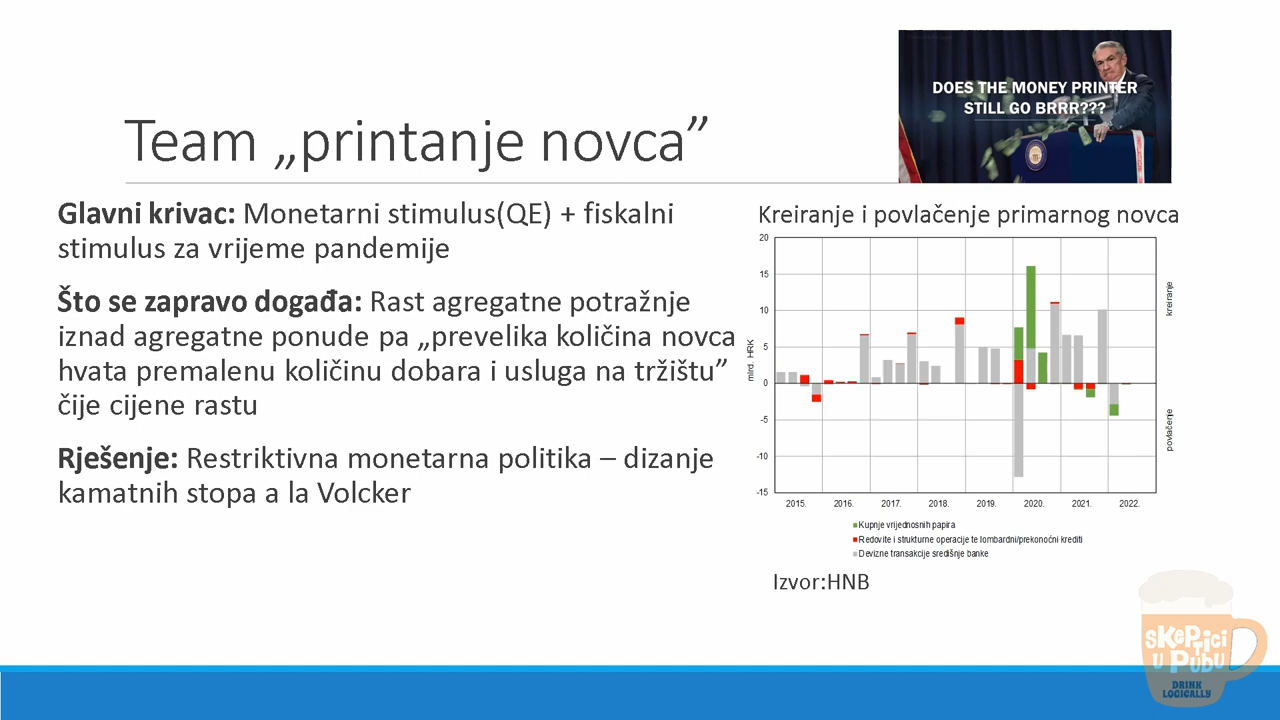 DOES THE MONEY PRINTER
STILL GO BRRR???
Team „printanje novca”
Glavni krivac: Monetarni stimulus(QE) + fiskalni
stimulus za vrijeme pandemije
Što se zapravo događa: Rast agregatne potražnje
iznad agregatne ponude pa „prevelika količina novca
hvata premalenu količinu dobara i usluga na tržištu”
čije cijene rastu
Rješenje: Restriktivna monetarna politika – dizanje
kamatnih stopa a la Volcker
Kreiranje i povlačenje primarnog novca
20
15
10
5
0
-5
-10
-15
mlrd. HRK
kreiranje
povlačenje
2015. 2016. 2017. 2018. 2019. 2020. 2021. 2022.
Kupnje vrijednosnih papira
Redovite i strukturne operacije te lombardni/prekonoćni krediti
Devizne transakcije središnje banke
Izvor:HNB
SKEPTICI
U PUBU
DRINK
LOGICALLY